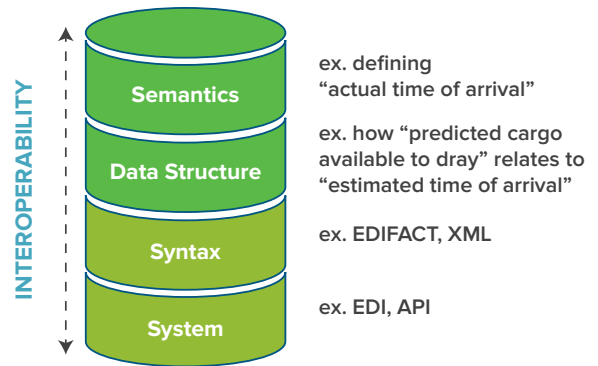 INTEROPERABILITY
Semantics
ex. defining
“actual time of arrival”
Data Structure
ex. how “predicted cargo
available to dray” relates to
“estimated time of arrival”
Syntax
ex. EDIFACT, XML
System
ex. EDI, API